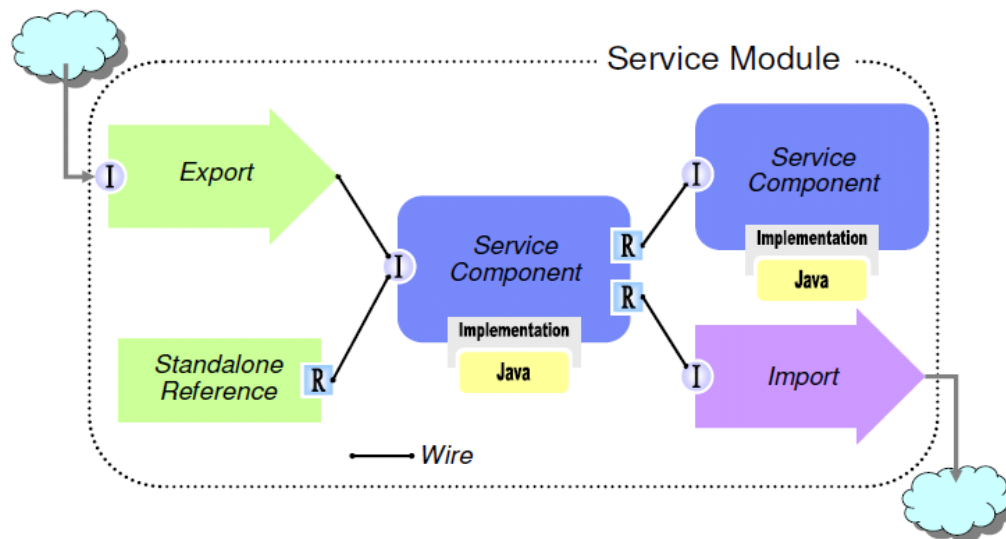 Service Module
I
Export
Service
Component
I
Service
Component
R
I
R
Implementation
Java
Implementation
Java
Standalone
Reference
R
I
Import
Wire